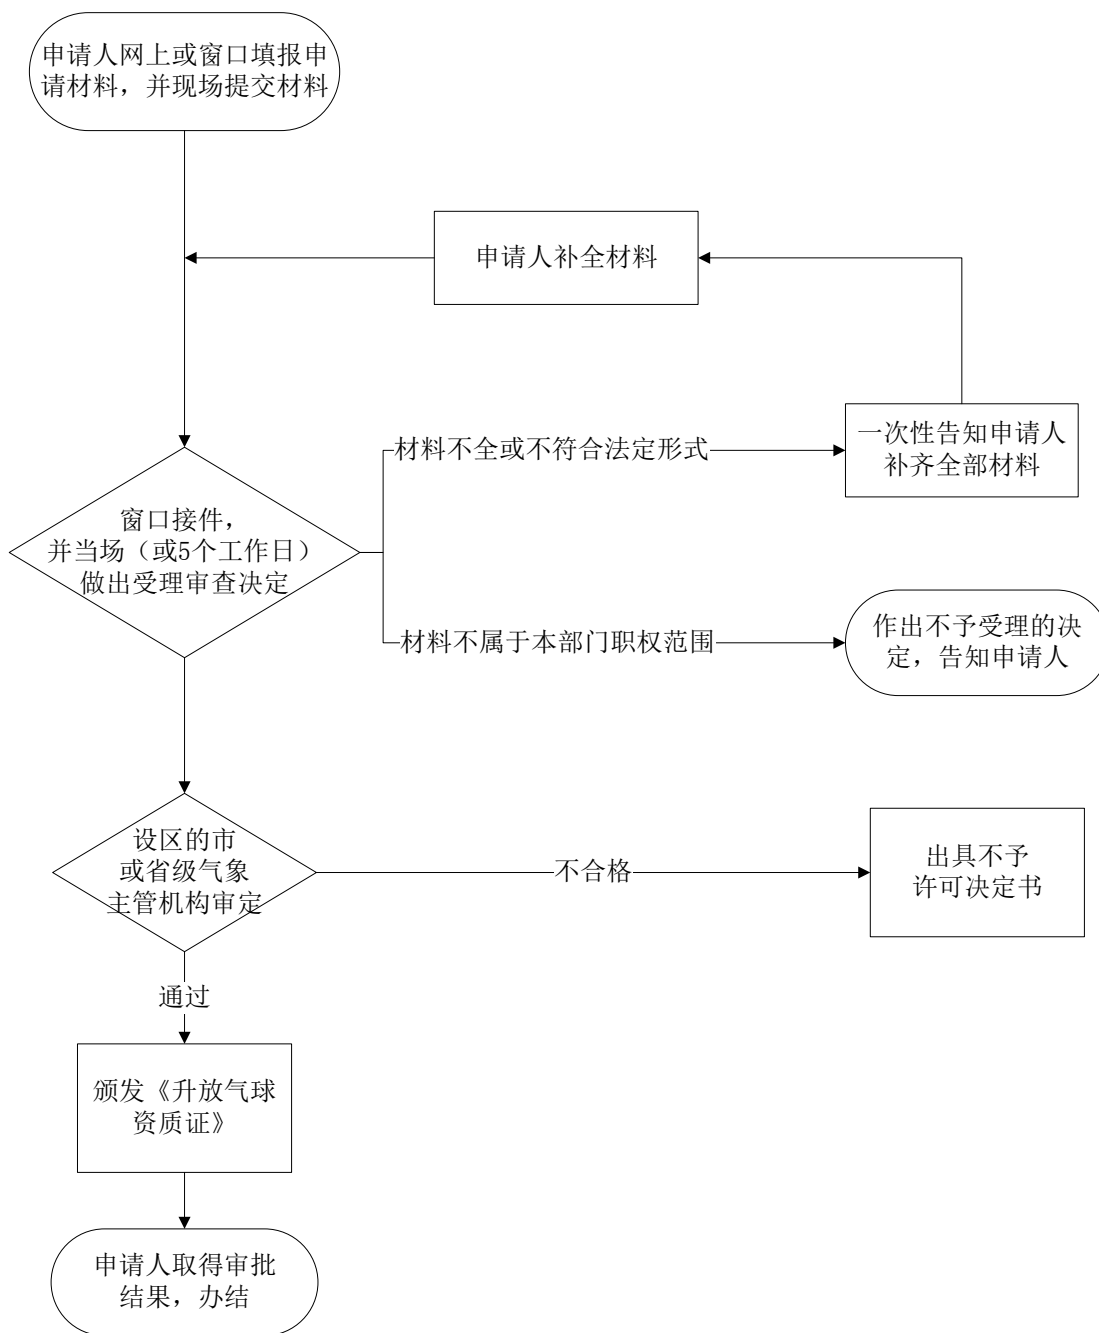 申请人网上或窗口填报申
请材料，并现场提交材料
申请人补全材料
材料不全或不符合法定形式
一次性告知申请人
补齐全部材料
窗口接件，
并当场（或5个工作日）
做出受理审查决定
材料不属于本部门职权范围
作出不予受理的决
定，告知申请人
设区的市
或省级气象
主管机构审定
不合格
出具不予
许可决定书
通过
颁发《升放气球
资质证》
申请人取得审批
结果，办结